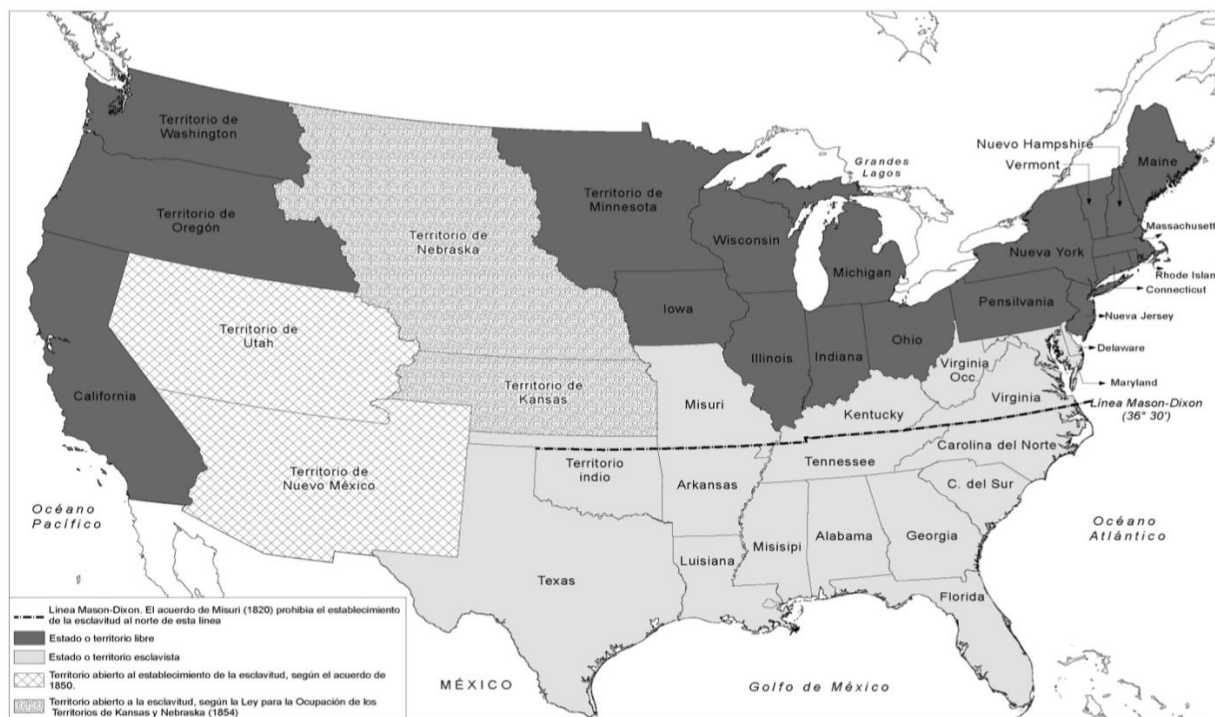 Territorio de
Washington
Nuevo Hampshire
Vermont
Maine
Grandes
Lagos
Territorio de
Minnesota
Territorio de
Oregón
Territorio de
Nebraska
Wisconsin
Michigan
Nueva York
Massachusett
Rhode Islan
Connecticut
Pensilvania
Nueva Jersey
Iowa
Territorio de
Utah
Illinois
Indiana
Ohio
Delaware
Maryland
Virginia
Occ.
Virginia
California
Territorio de
Kansas
Misuri
Kentucky
Línea Mason-Dixon
(36° 30')
Carolina del Norte
Tennessee
Territorio de
Nuevo México
Territorio
indio
Arkansas
C. del Sur
Océano
Pacífico
Océano
Atlántico
Misisipi
Alabama
Georgia
Luisiana
Texas
Florida
Línea Mason-Dixon. El acuerdo de Misuri (1820) prohibía el establecimiento
de la esclavitud al norte de esta línea
Estado o territorio libre
Estado o territorio esclavista
Territorio abierto al establecimiento de la esclavitud, según el acuerdo de
1850.
Territorio abierto a la esclavitud, según la Ley para la Ocupación de los
Territorios de Kansas y Nebraska (1854)
MÉXICO
Golfo de México